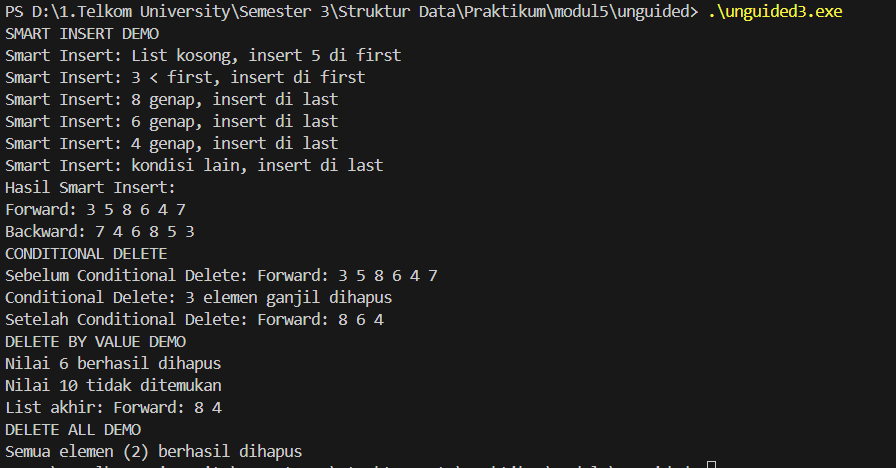 PS D:\1.Telkom University\Semester 3\Struktur Data\Praktikum\modul5\unguided> .\unguided3.exe
SMART INSERT DEMO
Smart Insert: List kosong, insert 5 di first
Smart Insert: 3 < first, insert di first
Smart Insert: 8 genap, insert di last
Smart Insert: 6 genap, insert di last
Smart Insert: 4 genap, insert di last
Smart Insert: kondisi lain, insert di last
Hasil Smart Insert:
Forward: 3 5 8 6 4 7
Backward: 7 4 6 8 5 3
CONDITIONAL DELETE
Sebelum Conditional Delete: Forward: 3 5 8 6 4 7
Conditional Delete: 3 elemen ganjil dihapus
Setelah Conditional Delete: Forward: 8 6 4
DELETE BY VALUE DEMO
Nilai 6 berhasil dihapus
Nilai 10 tidak ditemukan
List akhir: Forward: 8 4
DELETE ALL DEMO
Semua elemen (2) berhasil dihapus